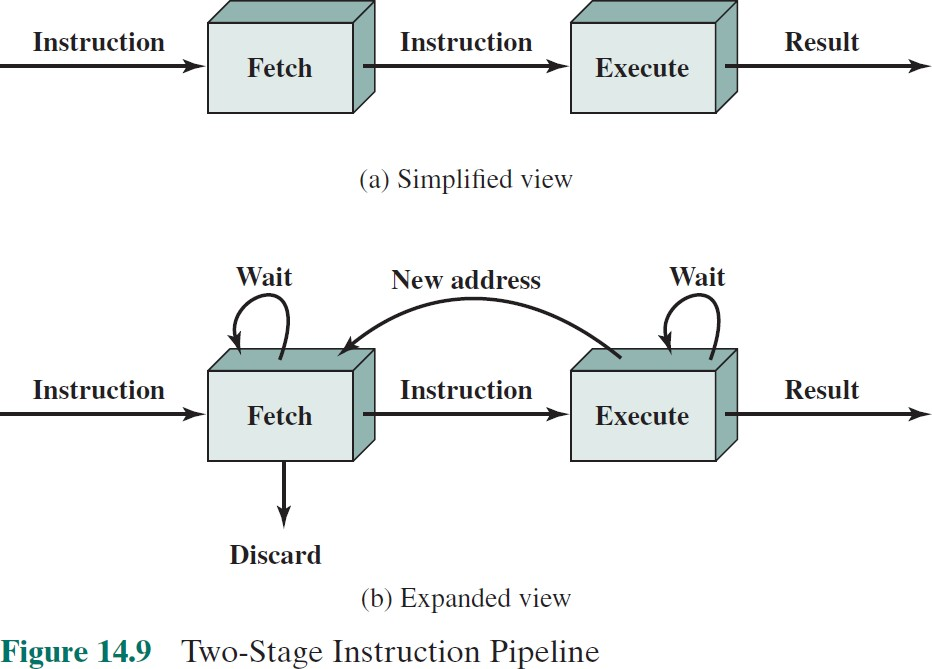 Instruction
Fetch
Instruction
Execute
Result
(a) Simplified view
Wait
New address
Wait
Instruction
Fetch
Instruction
Execute
Result
Discard
(b) Expanded view
Figure 14.9 Two-Stage Instruction Pipeline